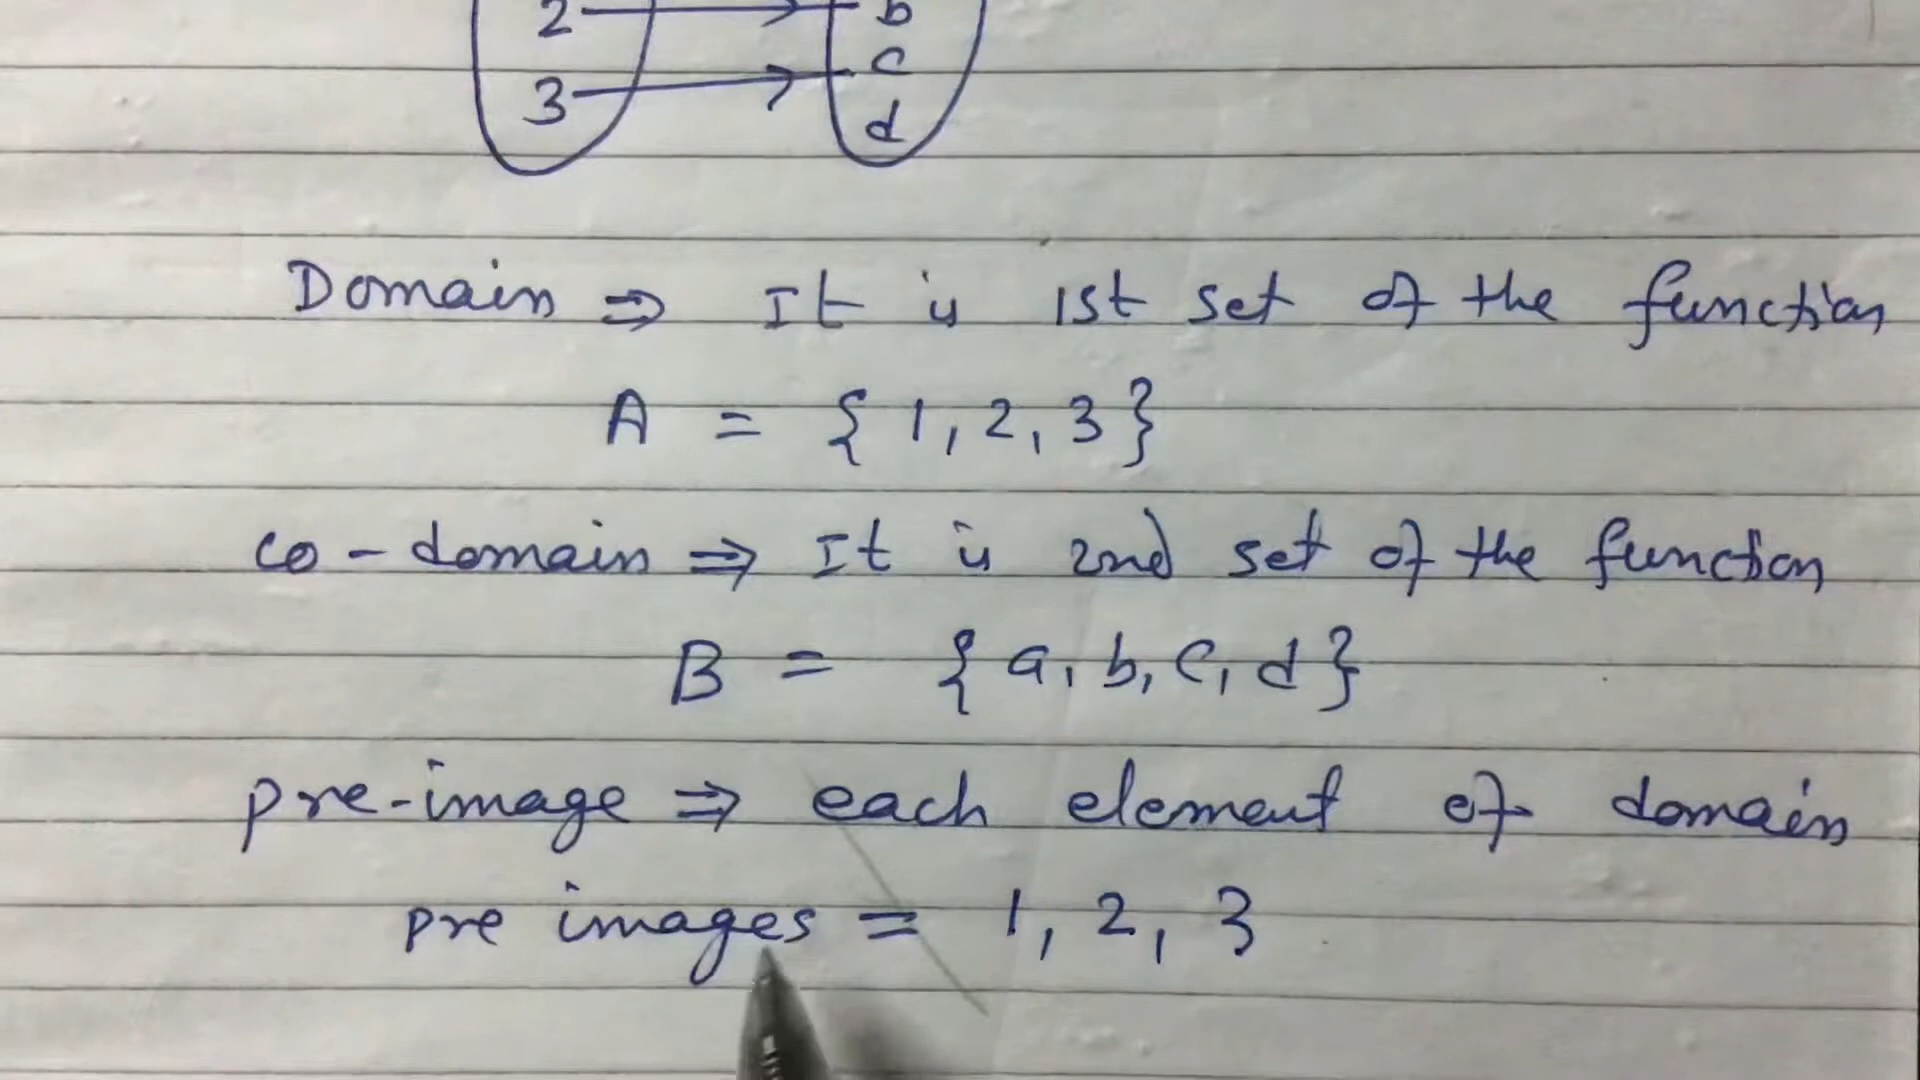 2 b
c
3
d
Domain ⇒ It is 1st set of the function
A = { 1, 2, 3 }
co-domain ⇒ It is 2nd set of the function
B = { a, b, c, d }
pre-image ⇒ each element of domain
pre images = 1, 2, 3